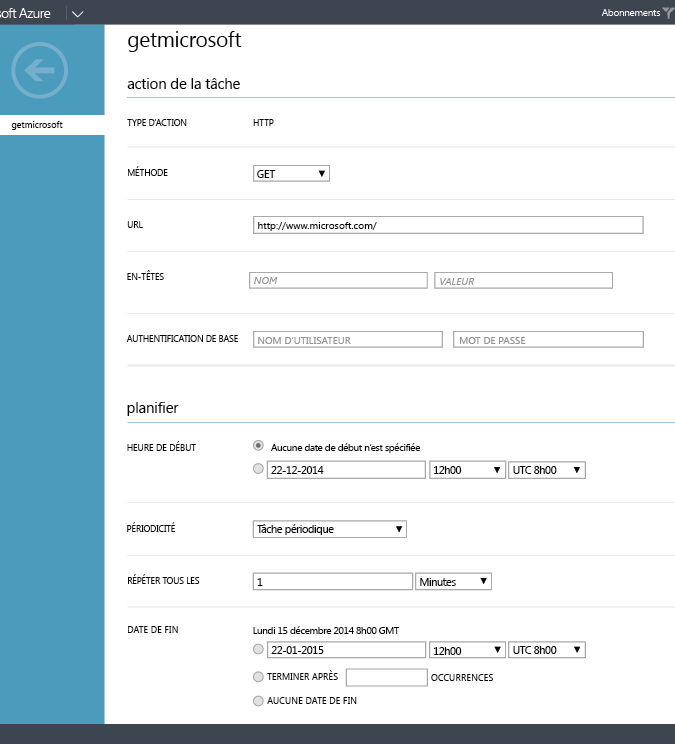 soft Azure
Abonnements
getmicrosoft
getmicrosoft
action de la tâche
TYPE D'ACTION HTTP
MÉTHODE GET
URL http://www.microsoft.com/
EN-TÊTES NOM VALEUR
AUTHENTIFICATION DE BASE NOM D'UTILISATEUR MOT DE PASSE
planifier
HEURE DE DÉBUT Aucune date de début n'est spécifiée
22-12-2014 12h00 UTC 8h00
PÉRIODICITÉ Tâche périodique
RÉPÉTER TOUS LES 1 Minutes
DATE DE FIN Lundi 15 décembre 2014 8h00 GMT
22-01-2015 12h00 UTC 8h00
TERMINER APRÈS OCCURRENCES
AUCUNE DATE DE FIN